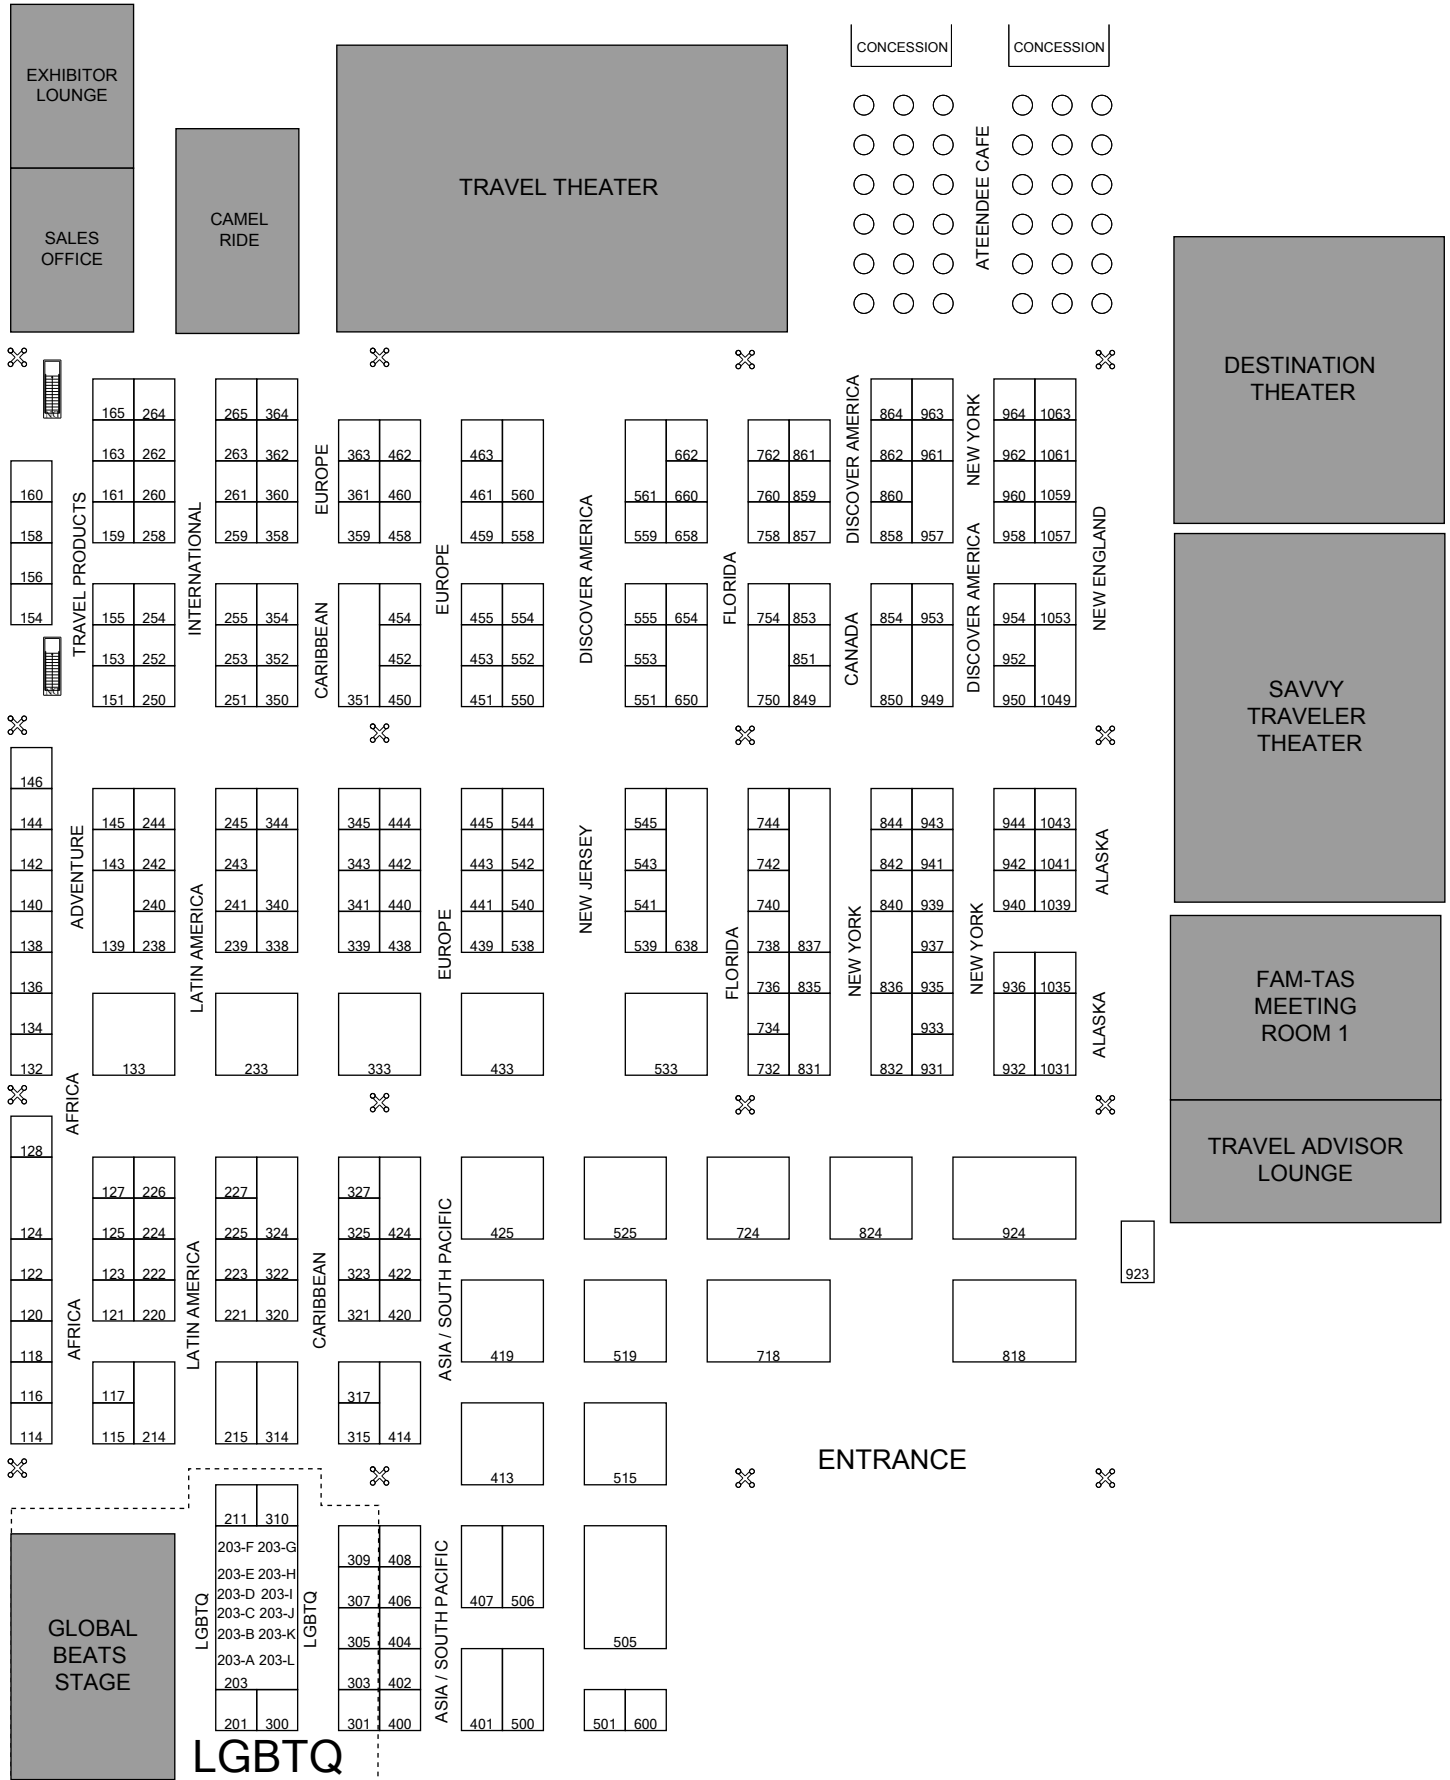 CONCESSION CONCESSION
EXHIBITOR
LOUNGE
TRAVEL THEATER
ATEENDEE CAFE
CAMEL
RIDE
SALES
OFFICE
DESTINATION
THEATER
165 264 265 364 864 963 964 1063
163 262 263 362 363 462 463 662 762 861 862 961 962 1061
160 161 260 261 360 361 460 461 560 561 660 760 859 860 960 1059
158 159 258 259 358 359 458 459 558 559 658 758 857 858 957 958 1057
156
154 155 254 255 354 454 455 554 555 654 754 853 854 953 954 1053
153 252 253 352 452 453 552 553 851 952
151 250 251 350 351 450 451 550 551 650 750 849 850 949 950 1049
TRAVEL PRODUCTS
INTERNATIONAL
EUROPE
CARIBBEAN
EUROPE
DISCOVER AMERICA
FLORIDA
DISCOVER AMERICA
CANADA
NEW YORK
DISCOVER AMERICA
NEW ENGLAND
SAVVY
TRAVELER
THEATER
146
144 145 244 245 344 345 444 445 544 545 744 844 943 944 1043
142 143 242 243 343 442 443 542 543 742 842 941 942 1041
140 240 241 340 341 440 441 540 541 740 840 939 940 1039
138 139 238 239 338 339 438 439 538 539 638 738 837 937
136 736 835 836 935 936 1035
134 734 933
132 133 233 333 433 533 732 831 832 931 932 1031
ADVENTURE
LATIN AMERICA
EUROPE
NEW JERSEY
FLORIDA
NEW YORK
NEW YORK
ALASKA
ALASKA
FAM-TAS
MEETING
ROOM 1
TRAVEL ADVISOR
LOUNGE
AFRICA
128
127 226 227 327
124 125 224 225 324 325 424 425 525 724 824 924
122 123 222 223 322 323 422 923
120 121 220 221 320 321 420
118 419 519 718 818
116 117 317
114 115 214 215 314 315 414
413 515
AFRICA
LATIN AMERICA
CARIBBEAN
ASIA / SOUTH PACIFIC
ENTRANCE
211 310
203-F 203-G
309 408
203-E 203-H
203-D 203-I
307 406 407 506
203-C 203-J
203-B 203-K
305 404 505
203-A 203-L
203
303 402
201 300 301 400 401 500 501 600
LGBTQ
LGBTQ
ASIA / SOUTH PACIFIC
GLOBAL
BEATS
STAGE
LGBTQ